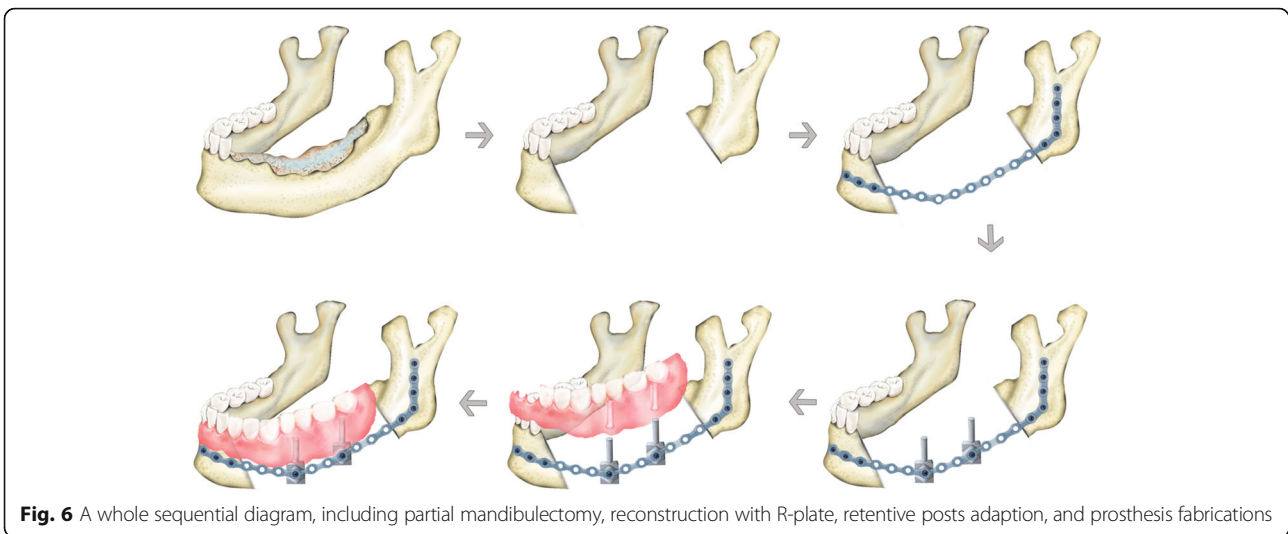 Fig. 6 A whole sequential diagram, including partial mandibulectomy, reconstruction with R-plate, retentive posts adaption, and prosthesis fabrications